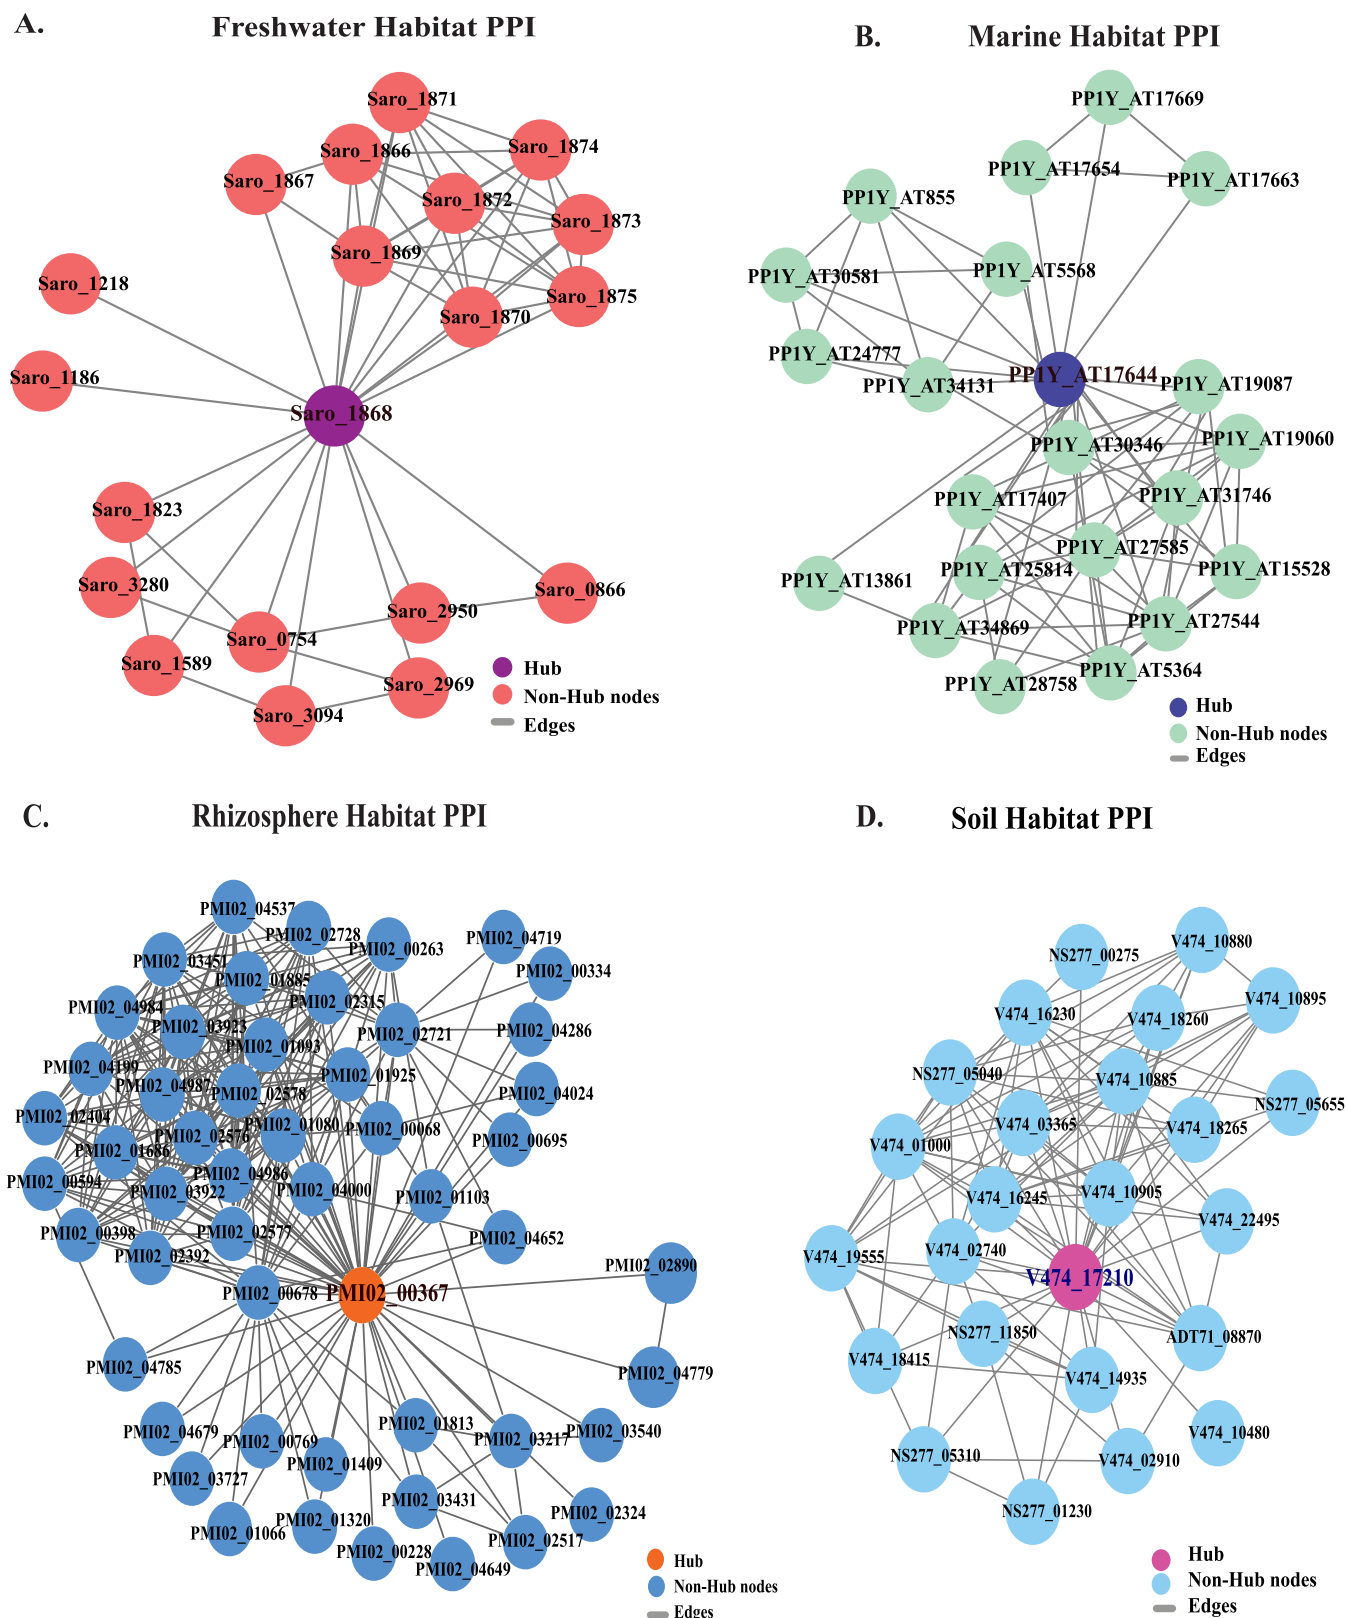 A.
Freshwater Habitat PPI
Saro_1871
Saro_1866
Saro_1874
Saro_1867
Saro_1872
Saro_1873
Saro_1869
Saro_1218
Saro_1875
Saro_1870
Saro_1186
Saro_1868
Saro_1823
Saro_3280
Saro_0866
Saro_2950
Saro_0754
Saro_1589
Saro_2969
Saro_3094
Hub
Non-Hub nodes
Edges
B.
Marine Habitat PPI
PP1Y_AT17669
PP1Y_AT17654
PP1Y_AT17663
PP1Y_AT855
PP1Y_AT5568
PP1Y_AT30581
PP1Y_AT24777
PP1Y_AT34131
PP1Y_AT17644
PP1Y_AT19087
PP1Y_AT30346
PP1Y_AT19060
PP1Y_AT17407
PP1Y_AT31746
PP1Y_AT27585
PP1Y_AT13861
PP1Y_AT25814
PP1Y_AT15528
PP1Y_AT34869
PP1Y_AT27544
PP1Y_AT28758
PP1Y_AT5364
Hub
Non-Hub nodes
Edges
C.
Rhizosphere Habitat PPI
PMI02_04537
PMI02_02728
PMI02_00263
PMI02_04719
PMI02_03451
PMI02_01885
PMI02_00334
PMI02_02315
PMI02_04984
PMI02_03923
PMI02_02721
PMI02_04286
PMI02_01093
PMI02_04199
PMI02_04987
PMI02_01925
PMI02_02578
PMI02_04024
PMI02_02404
PMI02_02576
PMI02_01080
PMI02_00068
PMI02_00695
PMI02_01686
PMI02_04986
PMI02_00594
PMI02_03922
PMI02_04000
PMI02_01103
PMI02_00398
PMI02_02577
PMI02_04652
PMI02_02392
PMI02_02890
PMI02_00678
PMI02_00367
PMI02_04785
PMI02_04779
PMI02_04679
PMI02_00769
PMI02_01813
PMI02_03217
PMI02_03540
PMI02_03727
PMI02_01409
PMI02_03431
PMI02_02324
PMI02_01066
PMI02_01320
PMI02_00228
PMI02_04649
PMI02_02517
Hub
Non-Hub nodes
Edges
D.
Soil Habitat PPI
V474_10880
NS277_00275
V474_10895
V474_16230
V474_18260
NS277_05040
V474_10885
NS277_05655
V474_03365
V474_18265
V474_01000
V474_16245
V474_10905
V474_22495
V474_19555
V474_02740
V474_17210
NS277_11850
ADT71_08870
V474_18415
V474_14935
V474_10480
NS277_05310
V474_02910
NS277_01230
Hub
Non-Hub nodes
Edges